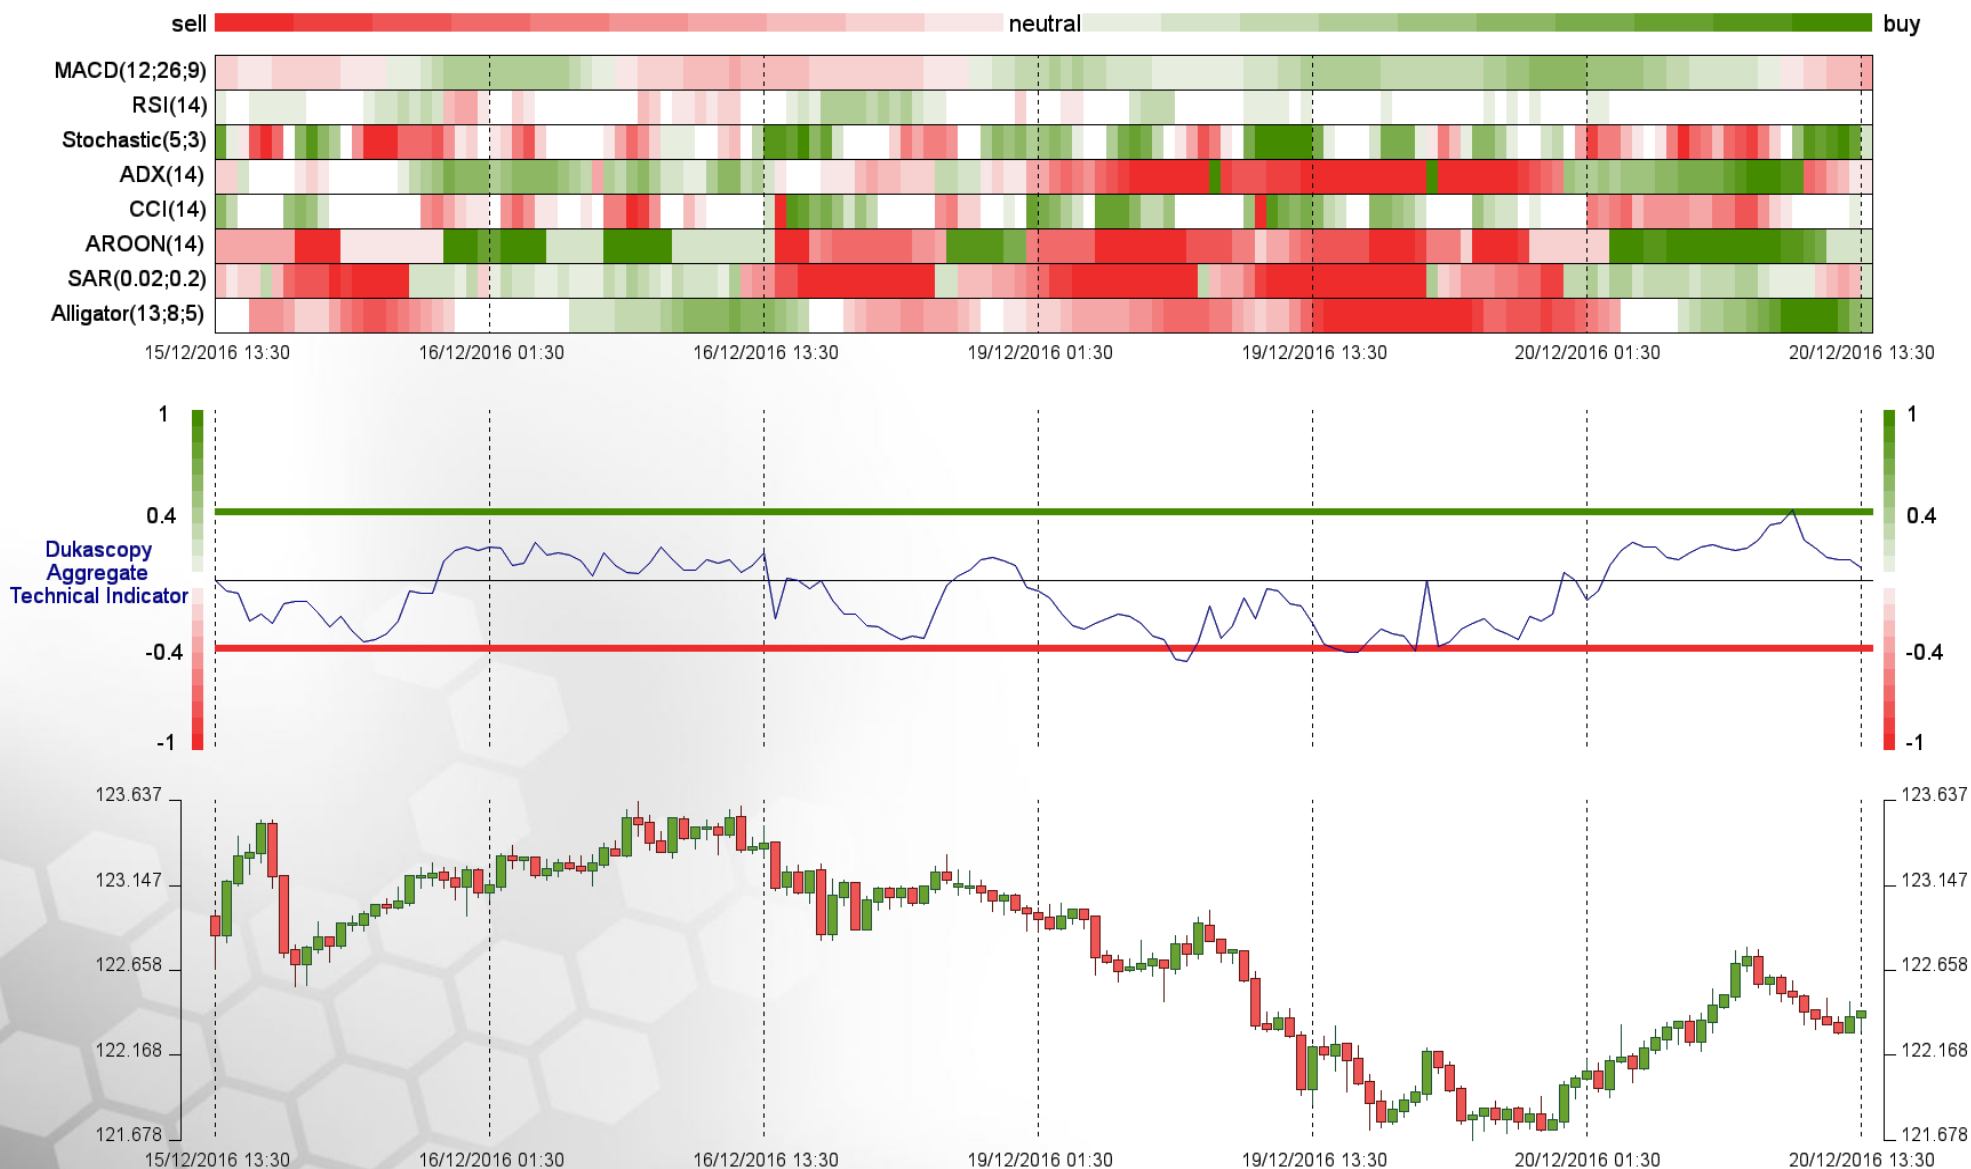 sell neutral buy
MACD(12;26;9)
RSI(14)
Stochastic(5;3)
ADX(14)
CCI(14)
AROON(14)
SAR(0.02;0.2)
Alligator(13;8;5)
15/12/2016 13:30 16/12/2016 01:30 16/12/2016 13:30 19/12/2016 01:30 19/12/2016 13:30 20/12/2016 01:30 20/12/2016 13:30
1 1
0.4 0.4
Dukascopy
Aggregate
Technical Indicator
-0.4 -0.4
-1 -1
123.637 123.637
123.147 123.147
122.658 122.658
122.168 122.168
121.678 121.678
15/12/2016 13:30 16/12/2016 01:30 16/12/2016 13:30 19/12/2016 01:30 19/12/2016 13:30 20/12/2016 01:30 20/12/2016 13:30